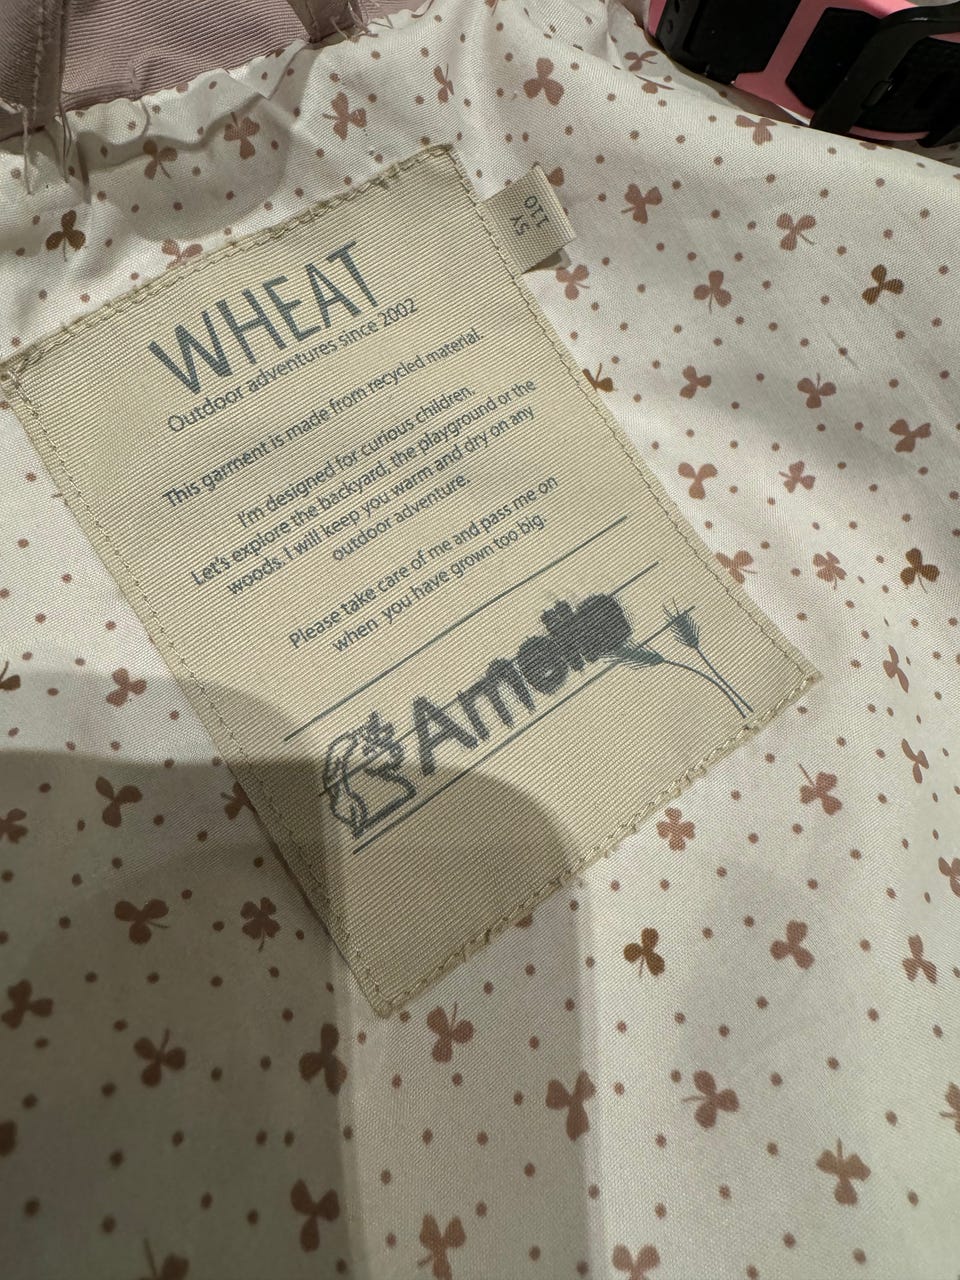 WHEAT
Outdoor adventures since 2002
This garment is made from recycled material.
I'm designed for curious children.
Let's explore the backyard, the playground or the
woods. I will keep you warm and dry on any
outdoor adventure.
Please take care of me and pass me on
when you have grown too big.
110
5Y